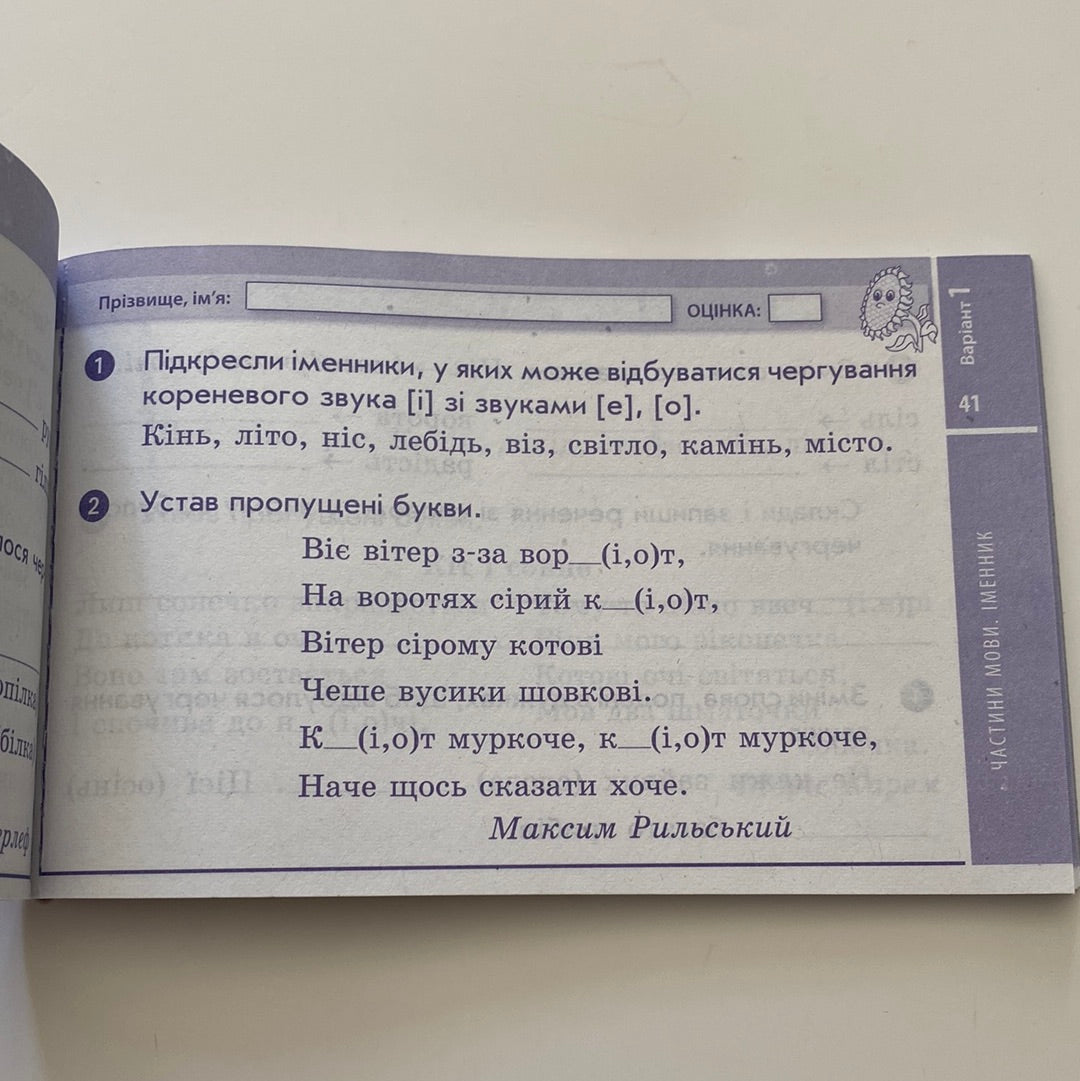 Прізвище, ім'я:
ОЦІНКА:
Варіант 1
41
ЧАСТИНИ МОВИ. ІМЕННИК
1 Підкресли іменники, у яких може відбуватися чергування
кореневого звука [і] зі звуками [е], [о].
Кінь, літо, ніс, лебідь, віз, світло, камінь, місто.
2 Устав пропущені букви.
Віє вітер з-за вор__(і,о)т,
На воротях сірий к__(і,о)т,
Вітер сірому котові
Чеше вусики шовкові.
К__(і,о)т муркоче, к__(і,о)т муркоче,
Наче щось сказати хоче.
Максим Рильський